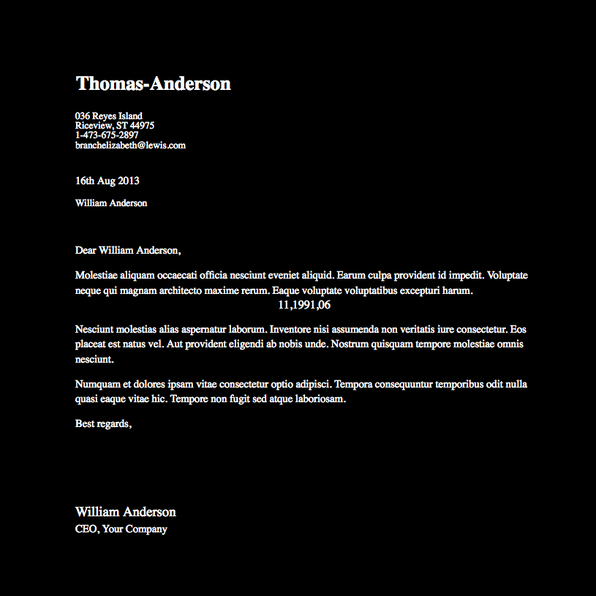 Thomas-Anderson
036 Reyes Island
Riceview, ST 44975
1-473-675-2897
branchelizabeth@lewis.com
16th Aug 2013
William Anderson
Dear William Anderson,
Molestiae aliquam occaecati officia nesciunt eveniet aliquid. Earum culpa provident id impedit. Voluptate
neque qui magnam architecto maxime rerum. Eaque voluptate voluptatibus excepturi harum.
11,1991,06
Nesciunt molestias alias aspernatur laborum. Inventore nisi assumenda non veritatis iure consectetur. Eos
placeat est natus vel. Aut provident eligendi ab nobis unde. Nostrum quisquam tempore molestiae omnis
nesciunt.
Numquam et dolores ipsam vitae consectetur optio adipisci. Tempora consequuntur temporibus odit nulla
quasi eaque vitae hic. Tempore non fugit sed atque laboriosam.
Best regards,
William Anderson
CEO, Your Company